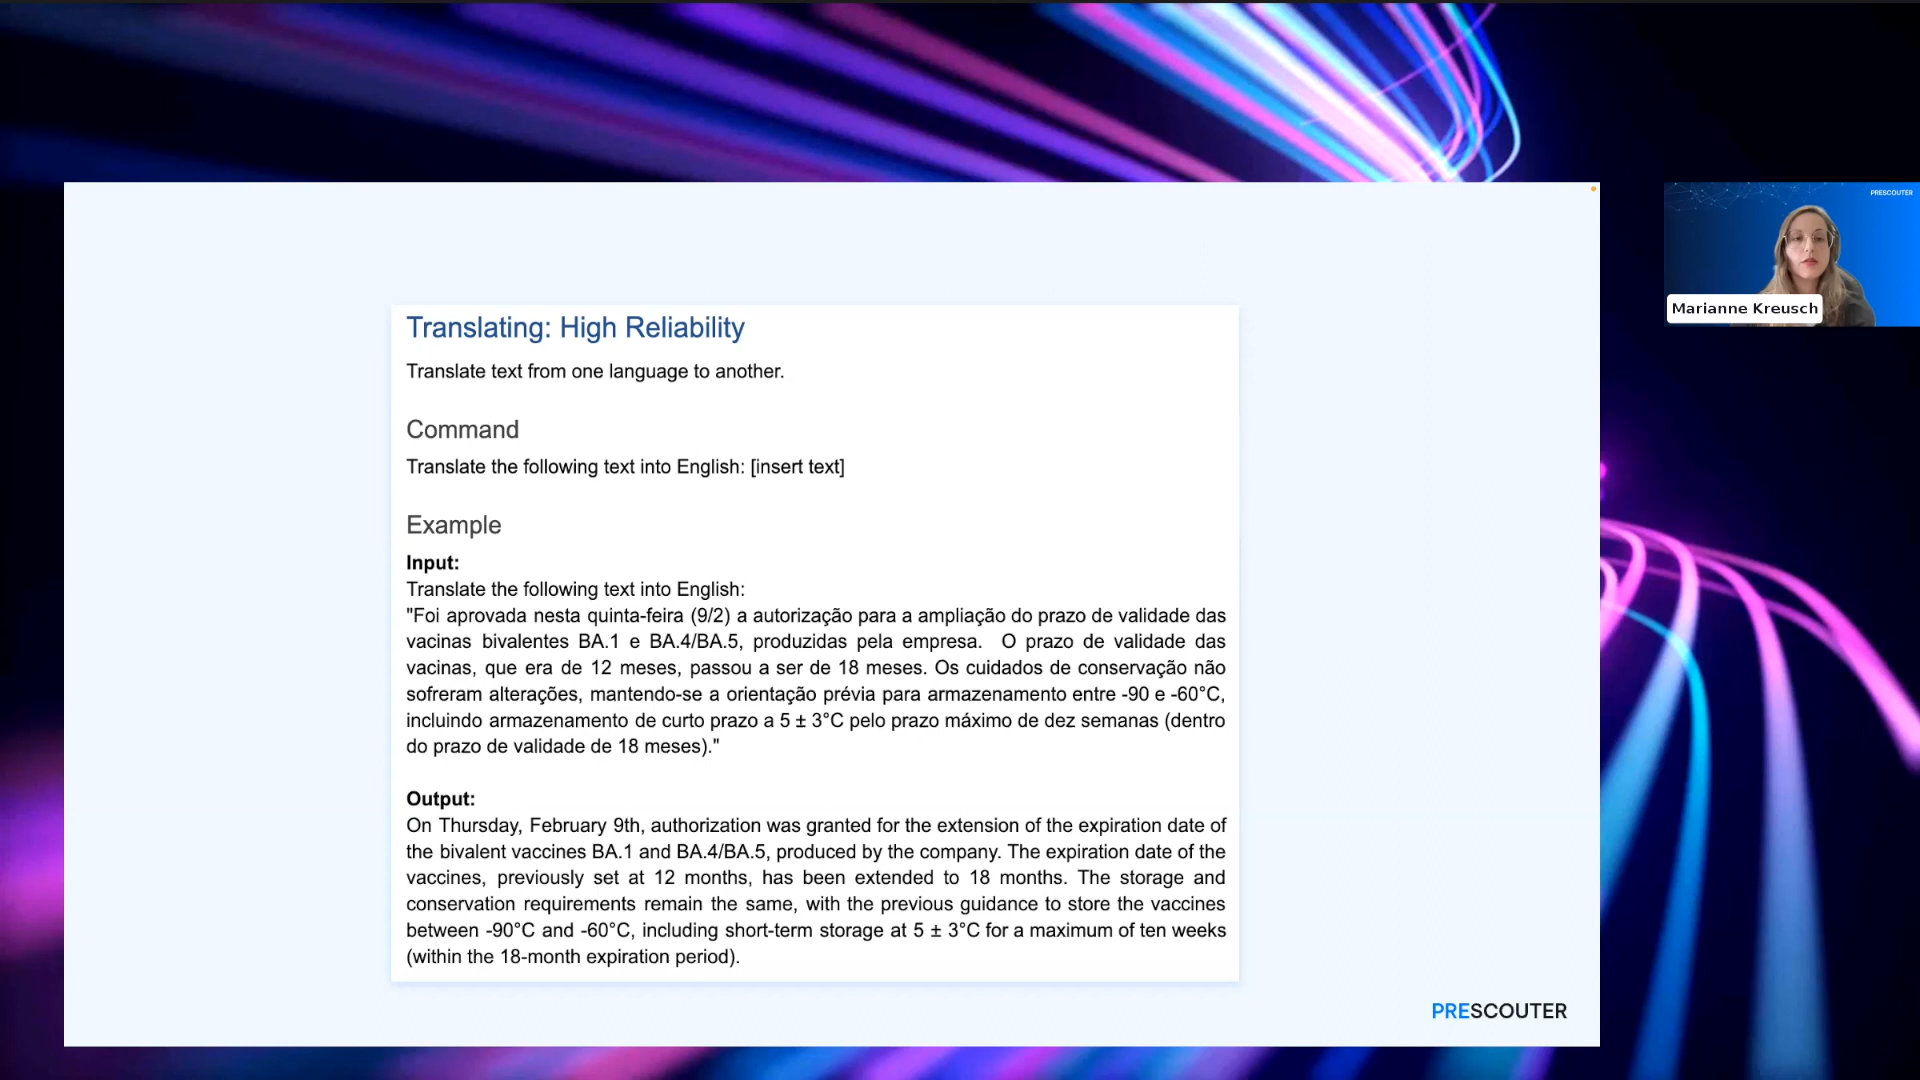 PRESCOUTER
Marianne Kreusch
Translating: High Reliability
Translate text from one language to another.
Command
Translate the following text into English: [insert text]
Example
Input:
Translate the following text into English:
"Foi aprovada nesta quinta-feira (9/2) a autorização para a ampliação do prazo de validade das
vacinas bivalentes BA.1 e BA.4/BA.5, produzidas pela empresa.  O prazo de validade das
vacinas, que era de 12 meses, passou a ser de 18 meses. Os cuidados de conservação não
sofreram alterações, mantendo-se a orientação prévia para armazenamento entre -90 e -60°C,
incluindo armazenamento de curto prazo a 5 ± 3°C pelo prazo máximo de dez semanas (dentro
do prazo de validade de 18 meses)."
Output:
On Thursday, February 9th, authorization was granted for the extension of the expiration date of
the bivalent vaccines BA.1 and BA.4/BA.5, produced by the company. The expiration date of the
vaccines, previously set at 12 months, has been extended to 18 months. The storage and
conservation requirements remain the same, with the previous guidance to store the vaccines
between -90°C and -60°C, including short-term storage at 5 ± 3°C for a maximum of ten weeks
(within the 18-month expiration period).
PRESCOUTER